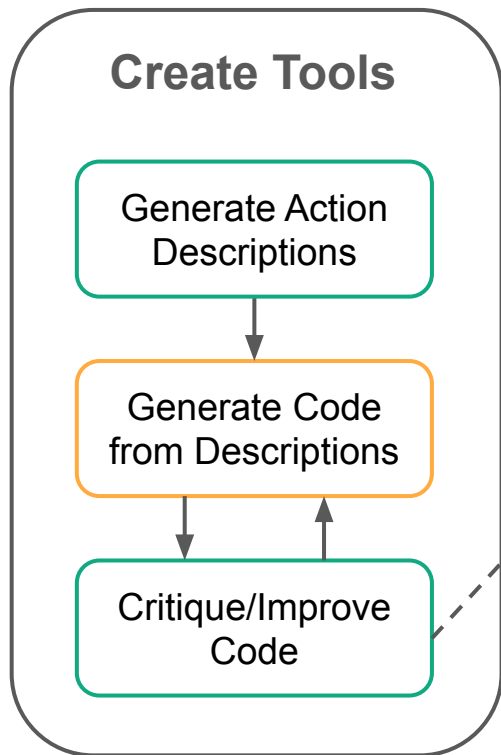 Create Tools
Generate Action
Descriptions
Generate Code
from Descriptions
Critique/Improve
Code